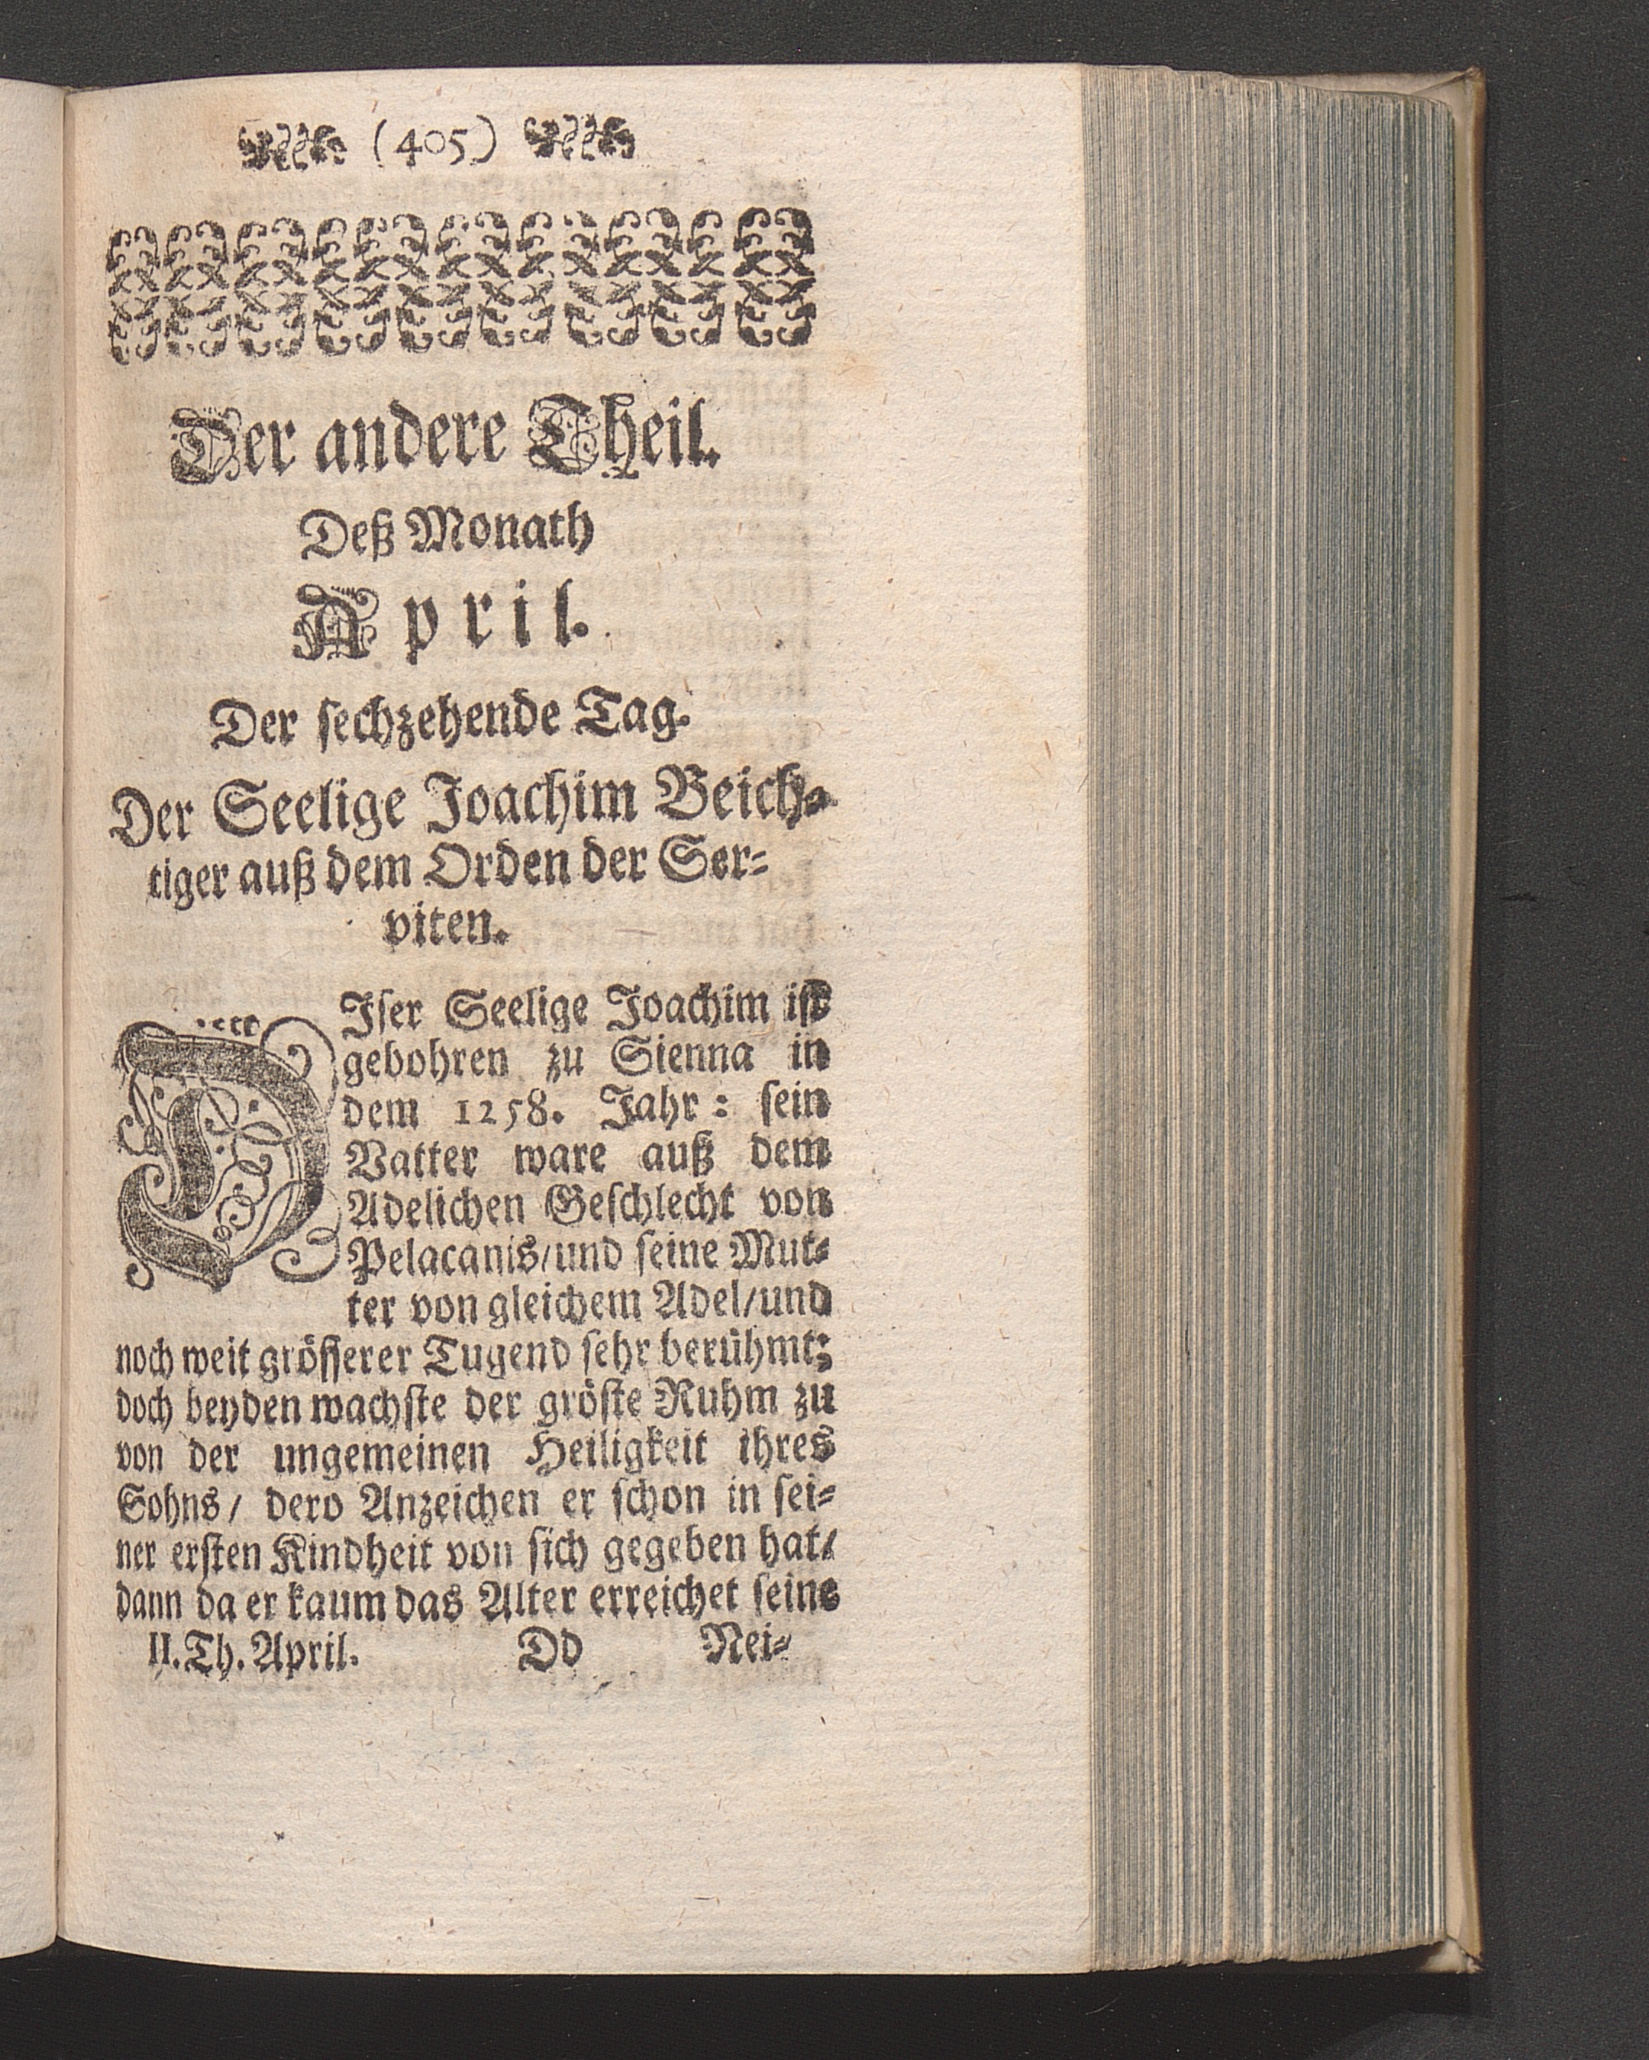 (405)
Der andere Theil.
Deß Monath
April.
Der sechzehende Tag.
Der Seelige Joachim Beich-
tiger auß dem Orden der Ser-
viten.
DIser Seelige Joachim ist
gebohren zu Sienna in
dem 1258. Jahr: sein
Vatter ware auß dem
Adelichen Geschlecht von
Pelacanis/und seine Mut-
ter von gleichem Adel/und
noch weit grösserer Tugend sehr berühmt;
doch beyden wachste der gröste Ruhm zu
von der ungemeinen Heiligkeit ihres
Sohns/ dero Anzeichen er schon in sei-
ner ersten Kindheit von sich gegeben hat/
dann da er kaum das Alter erreichet seine
II. Th. April. Dd Nei-